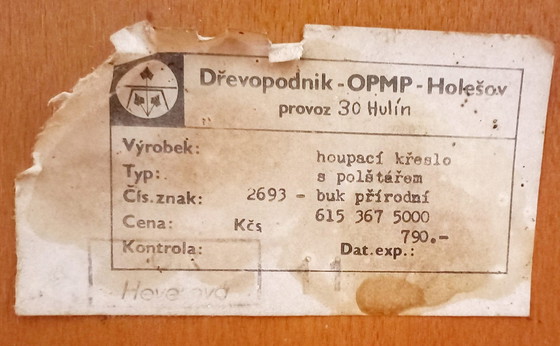 Dřevopodnik-OPMP-Holešov
provoz 30 Hulín
Výrobek: houpací křeslo
Typ: s polštářem
Čís.znak: 2693 - buk přírodní
Cena: Kčs 615 367 5000
790.-
Kontrola: Dat.exp.: